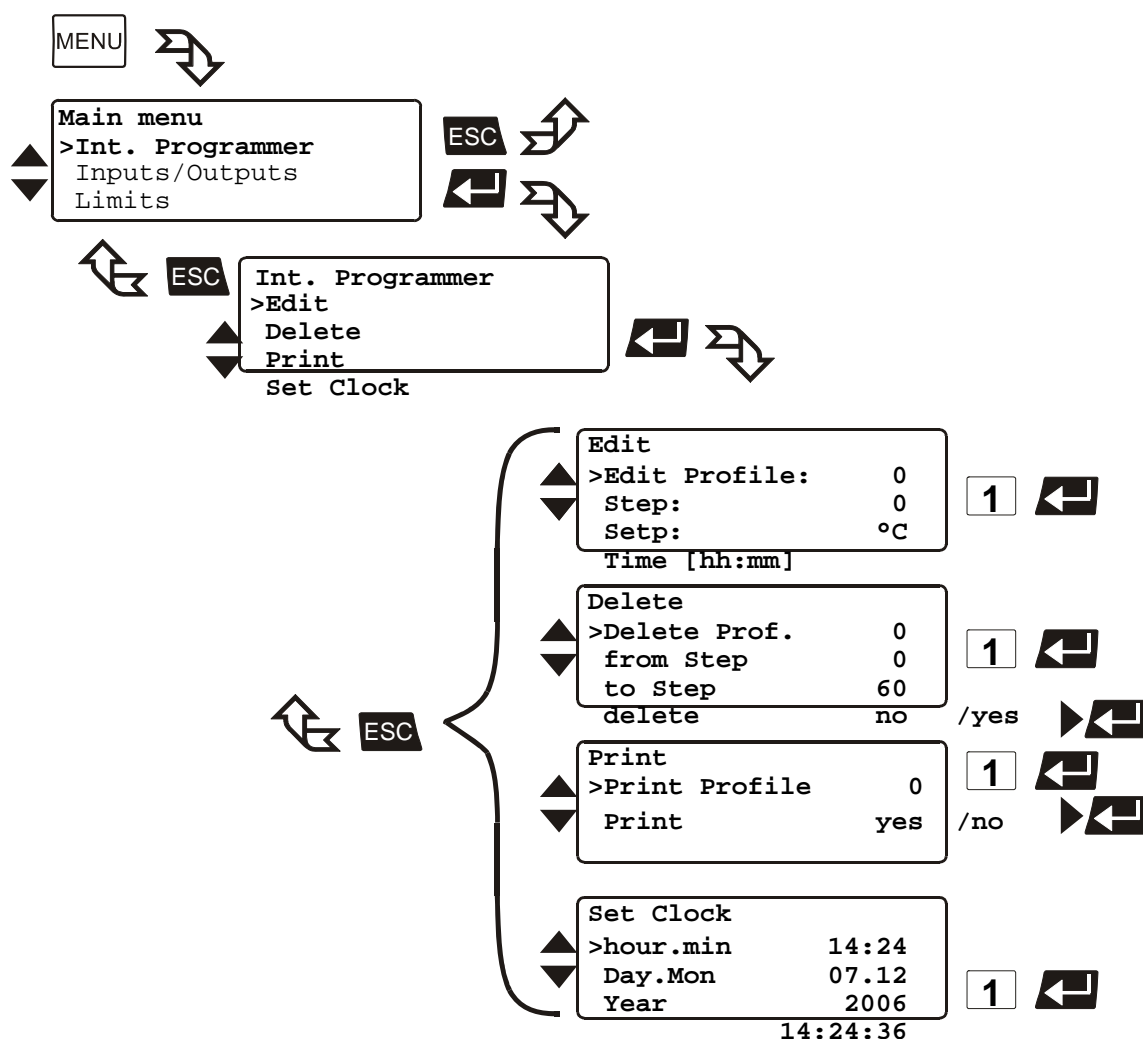 MENU
Main menu
>Int. Programmer
Inputs/Outputs
Limits
ESC
ESC
Int. Programmer
>Edit
Delete
Print
Set Clock
Edit
>Edit Profile: 0
Step: 0
Setp: °C
Time [hh:mm]
1
Delete
>Delete Prof. 0
from Step 0
to Step 60
delete no /yes
1
ESC
Print
>Print Profile 0
Print yes /no
1
Set Clock
>hour.min 14:24
Day.Mon 07.12
Year 2006
14:24:36
1